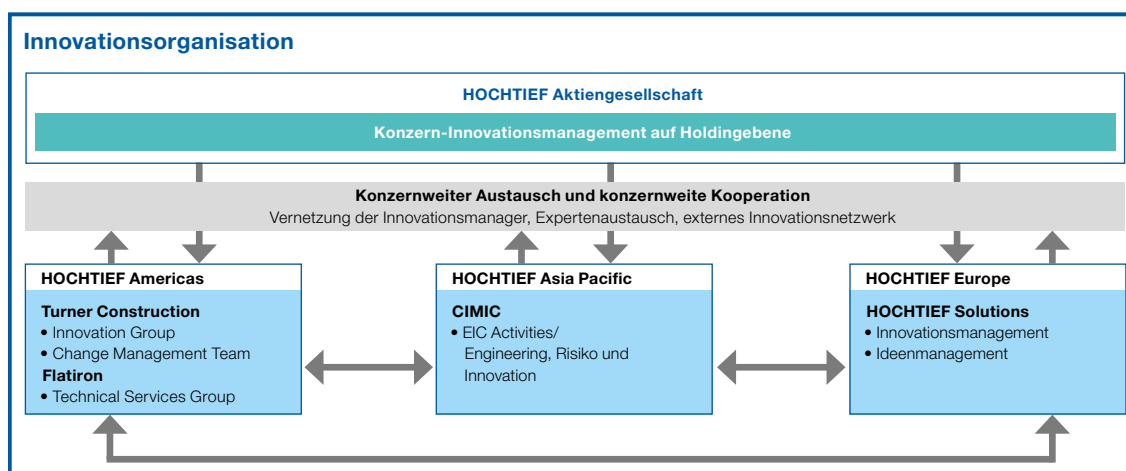 Innovationsorganisation
HOCHTIEF Aktiengesellschaft
Konzern-Innovationsmanagement auf Holdingebene
Konzernweiter Austausch und konzernweite Kooperation
Vernetzung der Innovationsmanager, Expertenaustausch, externes Innovationsnetzwerk
HOCHTIEF Americas
Turner Construction
• Innovation Group
• Change Management Team
Flatiron
• Technical Services Group
HOCHTIEF Asia Pacific
CIMIC
• EIC Activities/
Engineering, Risiko und
Innovation
HOCHTIEF Europe
HOCHTIEF Solutions
• Innovationsmanagement
• Ideenmanagement